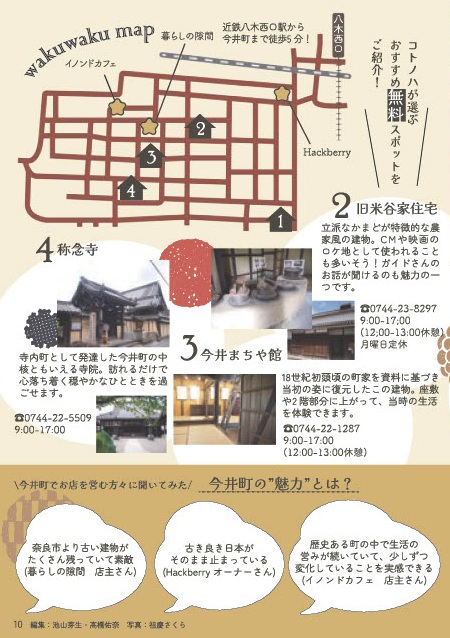 wakuwaku map
イノンドカフェ
暮らしの隙間
近鉄八木西口駅から
今井町まで徒歩5分!
八木西口
コトノハが選ぶ
おすすめ無料スポットを
ご紹介!
Hackberry
2
3
4
1
2 旧米谷家住宅
立派なかまどが特徴的な農
家風の建物。CMや映画の
ロケ地として使われること
も多いそう!ガイドさんの
お話が聞けるのも魅力の一
つです。
☎0744-23-8297
9:00-17:00
(12:00-13:00休憩)
月曜日定休
4 称念寺
寺内町として発達した今井町の中
核ともいえる寺院。訪れるだけで
心落ち着く穏やかなひとときを過
ごせます。
☎0744-22-5509
9:00-17:00
3 今井まちや館
18世紀初頭頃の町家を資料に基づき
当初の姿に復元したこの建物。座敷
や2階部分に上がって、当時の生活
を体験できます。
☎0744-22-1287
9:00-17:00
(12:00-13:00休憩)
\今井町でお店を営む方々に聞いてみた/
今井町の"魅力"とは?
奈良市より古い建物が
たくさん残っていて素敵
(暮らしの隙間 店主さん)
古き良き日本が
そのまま止まっている
(Hackberry オーナーさん)
歴史ある町の中で生活の
営みが続いていて、少しずつ
変化していることを実感できる
(イノンドカフェ 店主さん)
10 編集:池山芽生・高橋佑奈 写真:祖慶さくら